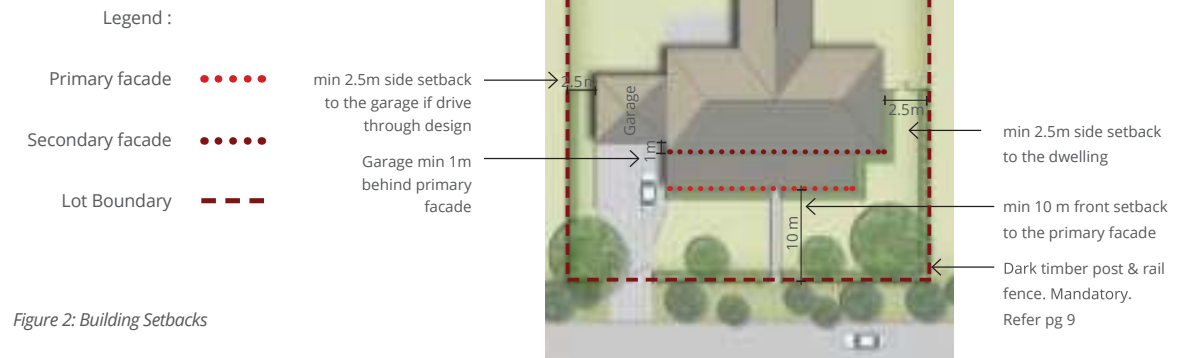 Legend :
Primary facade
Secondary facade
Lot Boundary
Figure 2: Building Setbacks
min 2.5m side setback
to the garage if drive
through design
Garage min 1m
behind primary
facade
2.5m
Garage
1m
10 m
2.5m
min 2.5m side setback
to the dwelling
min 10 m front setback
to the primary facade
Dark timber post & rail
fence. Mandatory.
Refer pg 9